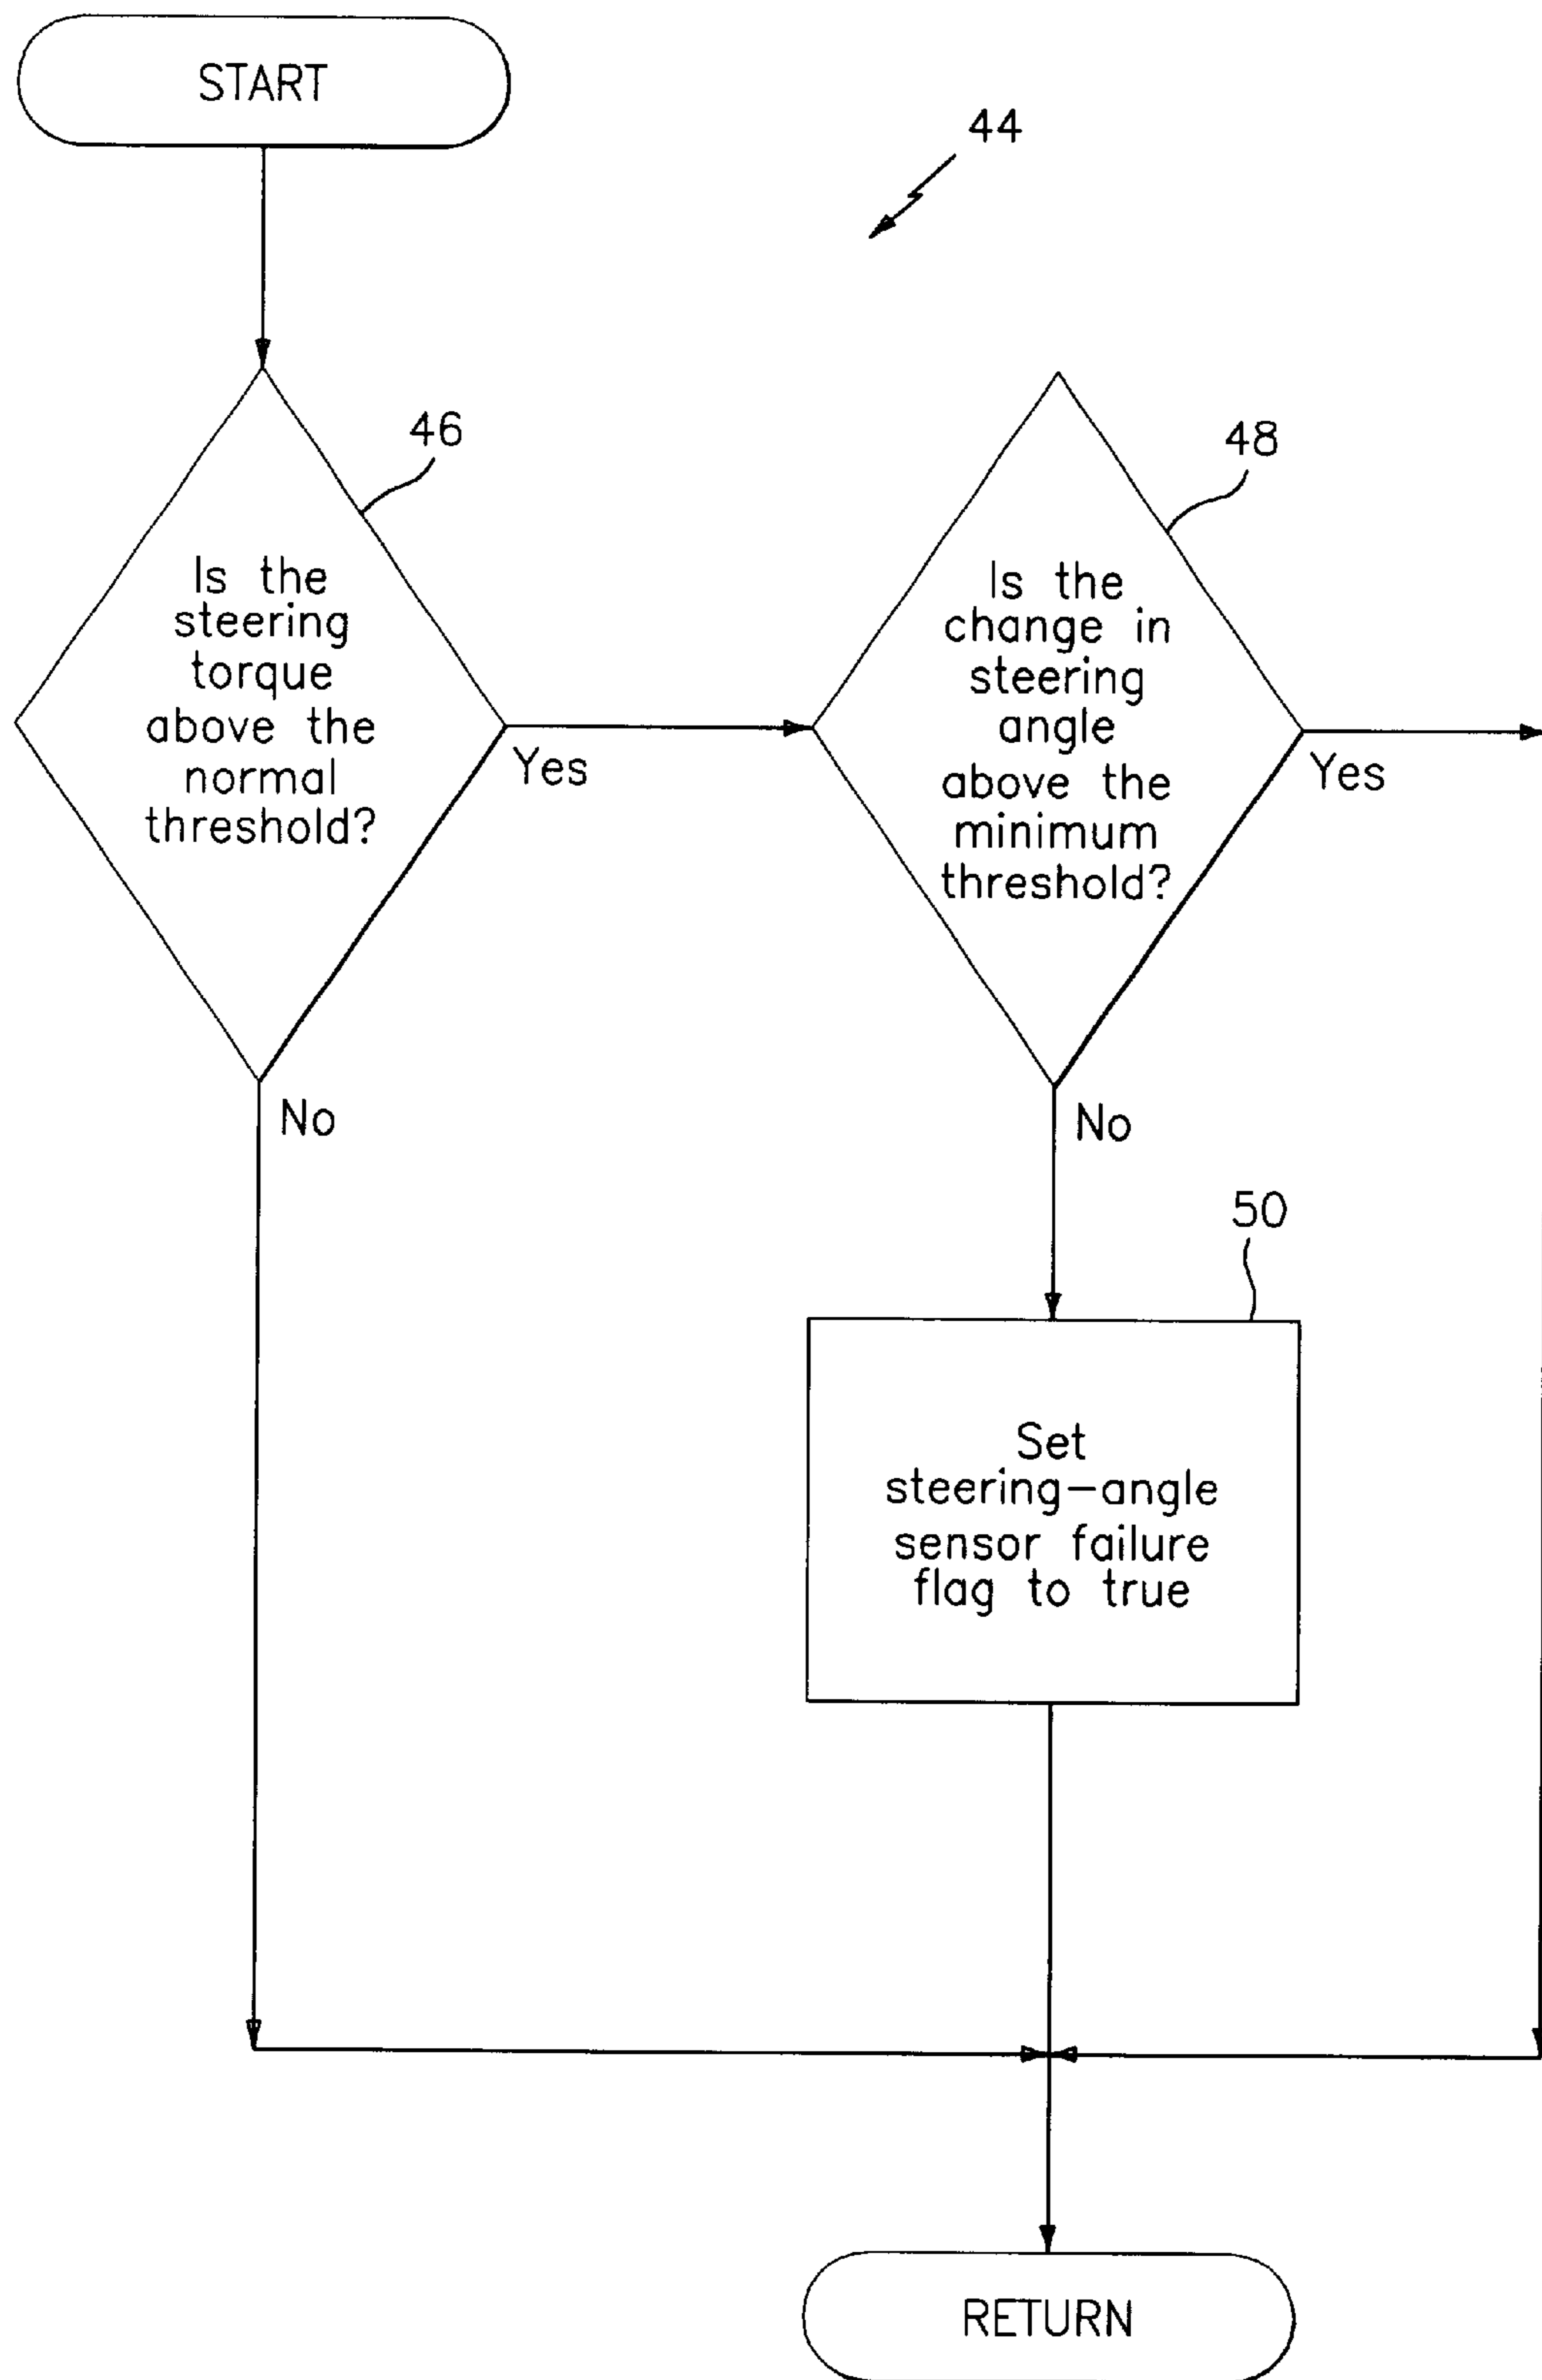 START
44
46
Is the
steering
torque
above the
normal
threshold?
Yes
No
48
Is the
change in
steering
angle
above the
minimum
threshold?
Yes
No
50
Set
steering-angle
sensor failure
flag to true
RETURN